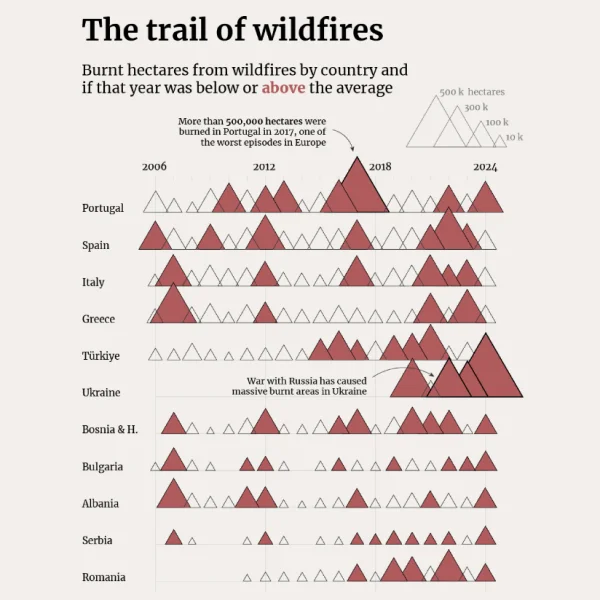 The trail of wildfires
Burnt hectares from wildfires by country and
if that year was below or above the average
500 k hectares
300 k
100 k
10 k
More than 500,000 hectares were
burned in Portugal in 2017, one of
the worst episodes in Europe
2006 2012 2018 2024
Portugal
Spain
Italy
Greece
Türkiye
War with Russia has caused
massive burnt areas in Ukraine
Ukraine
Bosnia & H.
Bulgaria
Albania
Serbia
Romania